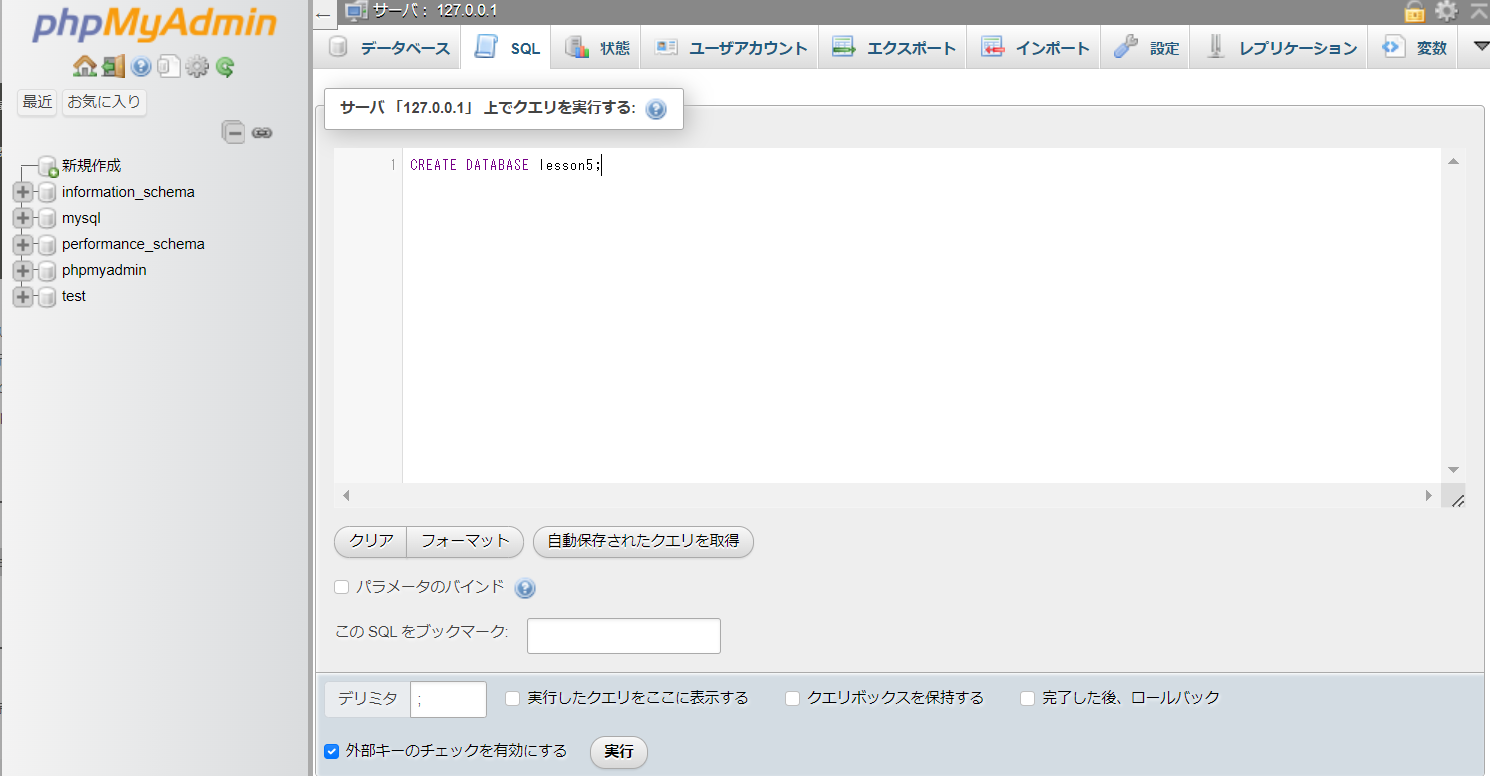 phpMyAdmin
最近 お気に入り
新規作成
information_schema
mysql
performance_schema
phpmyadmin
test
サーバ : 127.0.0.1
データベース SQL 状態 ユーザアカウント エクスポート インポート 設定 レプリケーション 変数
サーバ 「127.0.0.1」 上でクエリを実行する:
1 CREATE DATABASE lesson5;
クリア フォーマット 自動保存されたクエリを取得
パラメータのバインド
この SQL をブックマーク:
デリミタ ; 実行したクエリをここに表示する クエリボックスを保持する 完了した後、ロールバック
外部キーのチェックを有効にする 実行